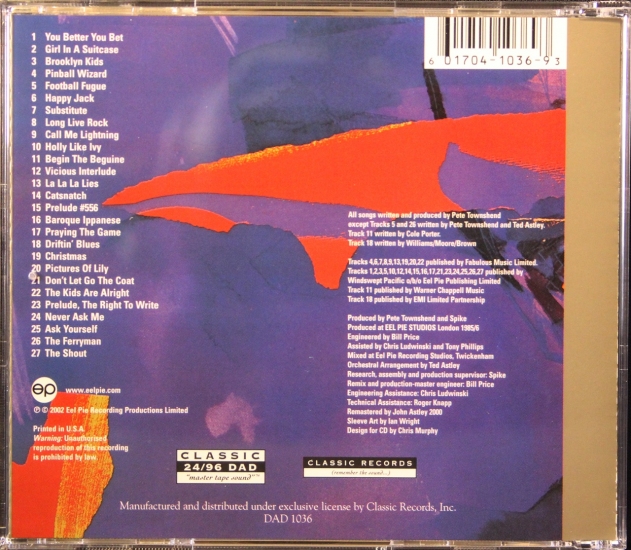 6 01704-1036-9 3
1 You Better You Bet
2 Girl In A Suitcase
3 Brooklyn Kids
4 Pinball Wizard
5 Football Fugue
6 Happy Jack
7 Substitute
8 Long Live Rock
9 Call Me Lightning
10 Holly Like Ivy
11 Begin The Beguine
12 Vicious Interlude
13 La La La Lies
14 Catsnatch
15 Prelude #556
16 Baroque Ippanese
17 Praying The Game
18 Driftin' Blues
19 Christmas
20 Pictures Of Lily
21 Don't Let Go The Coat
22 The Kids Are Alright
23 Prelude, The Right To Write
24 Never Ask Me
25 Ask Yourself
26 The Ferryman
27 The Shout
All songs written and produced by Pete Townshend
except Tracks 5 and 26 written by Pete Townshend and Ted Astley.
Track 11 written by Cole Porter.
Track 18 written by Williams/Moore/Brown
Tracks 4,6,7,8,9,13,19,20,22 published by Fabulous Music Limited.
Tracks 1,2,3,5,10,12,14,15,16,17,21,23,24,25,26,27 published by
Windswept Pacific o/b/o Eel Pie Publishing Limited
Track 11 published by Warner Chappell Music
Track 18 published by EMI Limited Partnership
Produced by Pete Townshend and Spike
Produced at EEL PIE STUDIOS London 1985/6
Engineered by Bill Price
Assisted by Chris Ludwinski and Tony Phillips
Mixed at Eel Pie Recording Studios, Twickenham
Orchestral Arrangement by Ted Astley
Research, assembly and production supervisor: Spike
Remix and production-master engineer: Bill Price
Engineering Assistance: Chris Ludwinski
Technical Assistance: Roger Knapp
Remastered by John Astley 2000
Sleeve Art by Ian Wright
Design for CD by Chris Murphy
ep www.eelpie.com
℗ © 2002 Eel Pie Recording Productions Limited
Printed in U.S.A.
Warning: Unauthorised
reproduction of this recording
is prohibited by law.
CLASSIC
24/96 DAD
"master tape sound"
CLASSIC RECORDS
(remember the sound...)
Manufactured and distributed under exclusive license by Classic Records, Inc.
DAD 1036